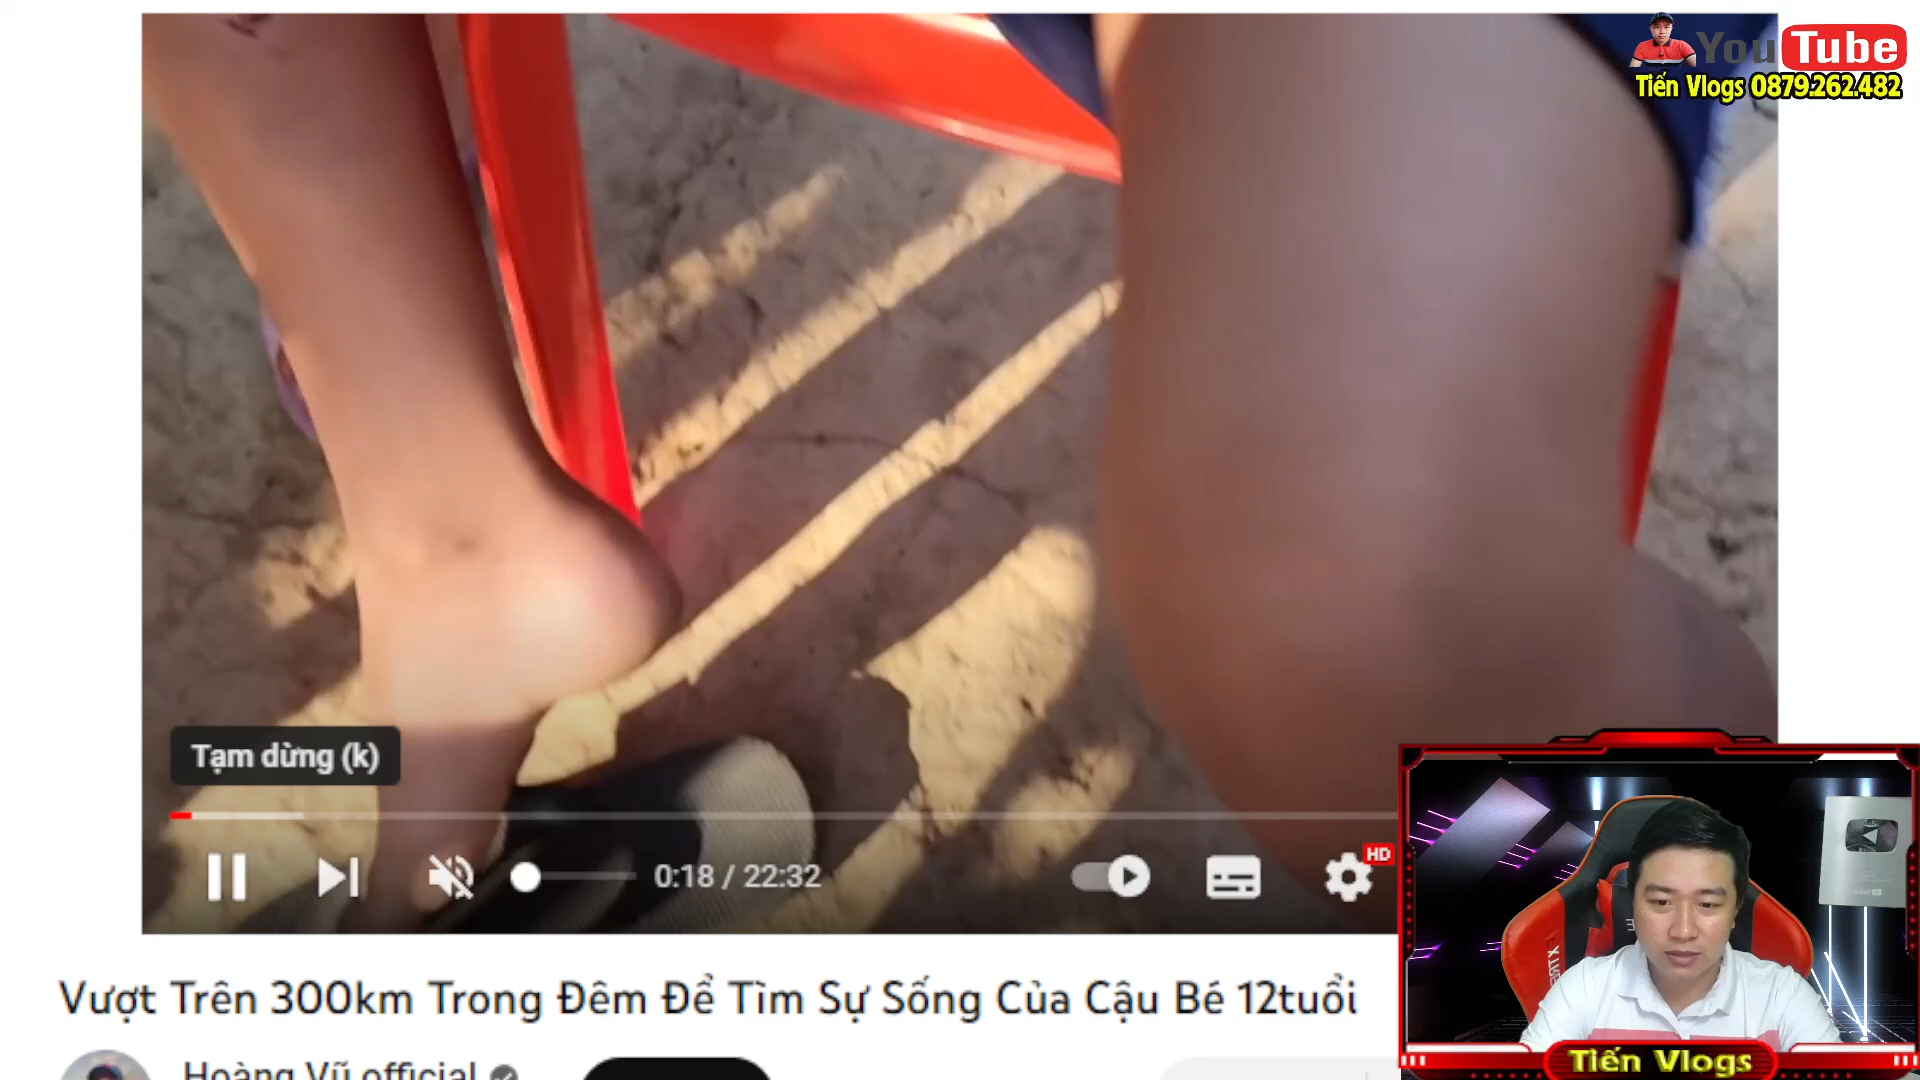 YouTube
Tiến Vlogs 0879.262.482
Tạm dừng (k)
0:18 / 22:32
HD
Vượt Trên 300km Trong Đêm Để Tìm Sự Sống Của Cậu Bé 12tuổi
Hoàng Vũ official
Tiến Vlogs